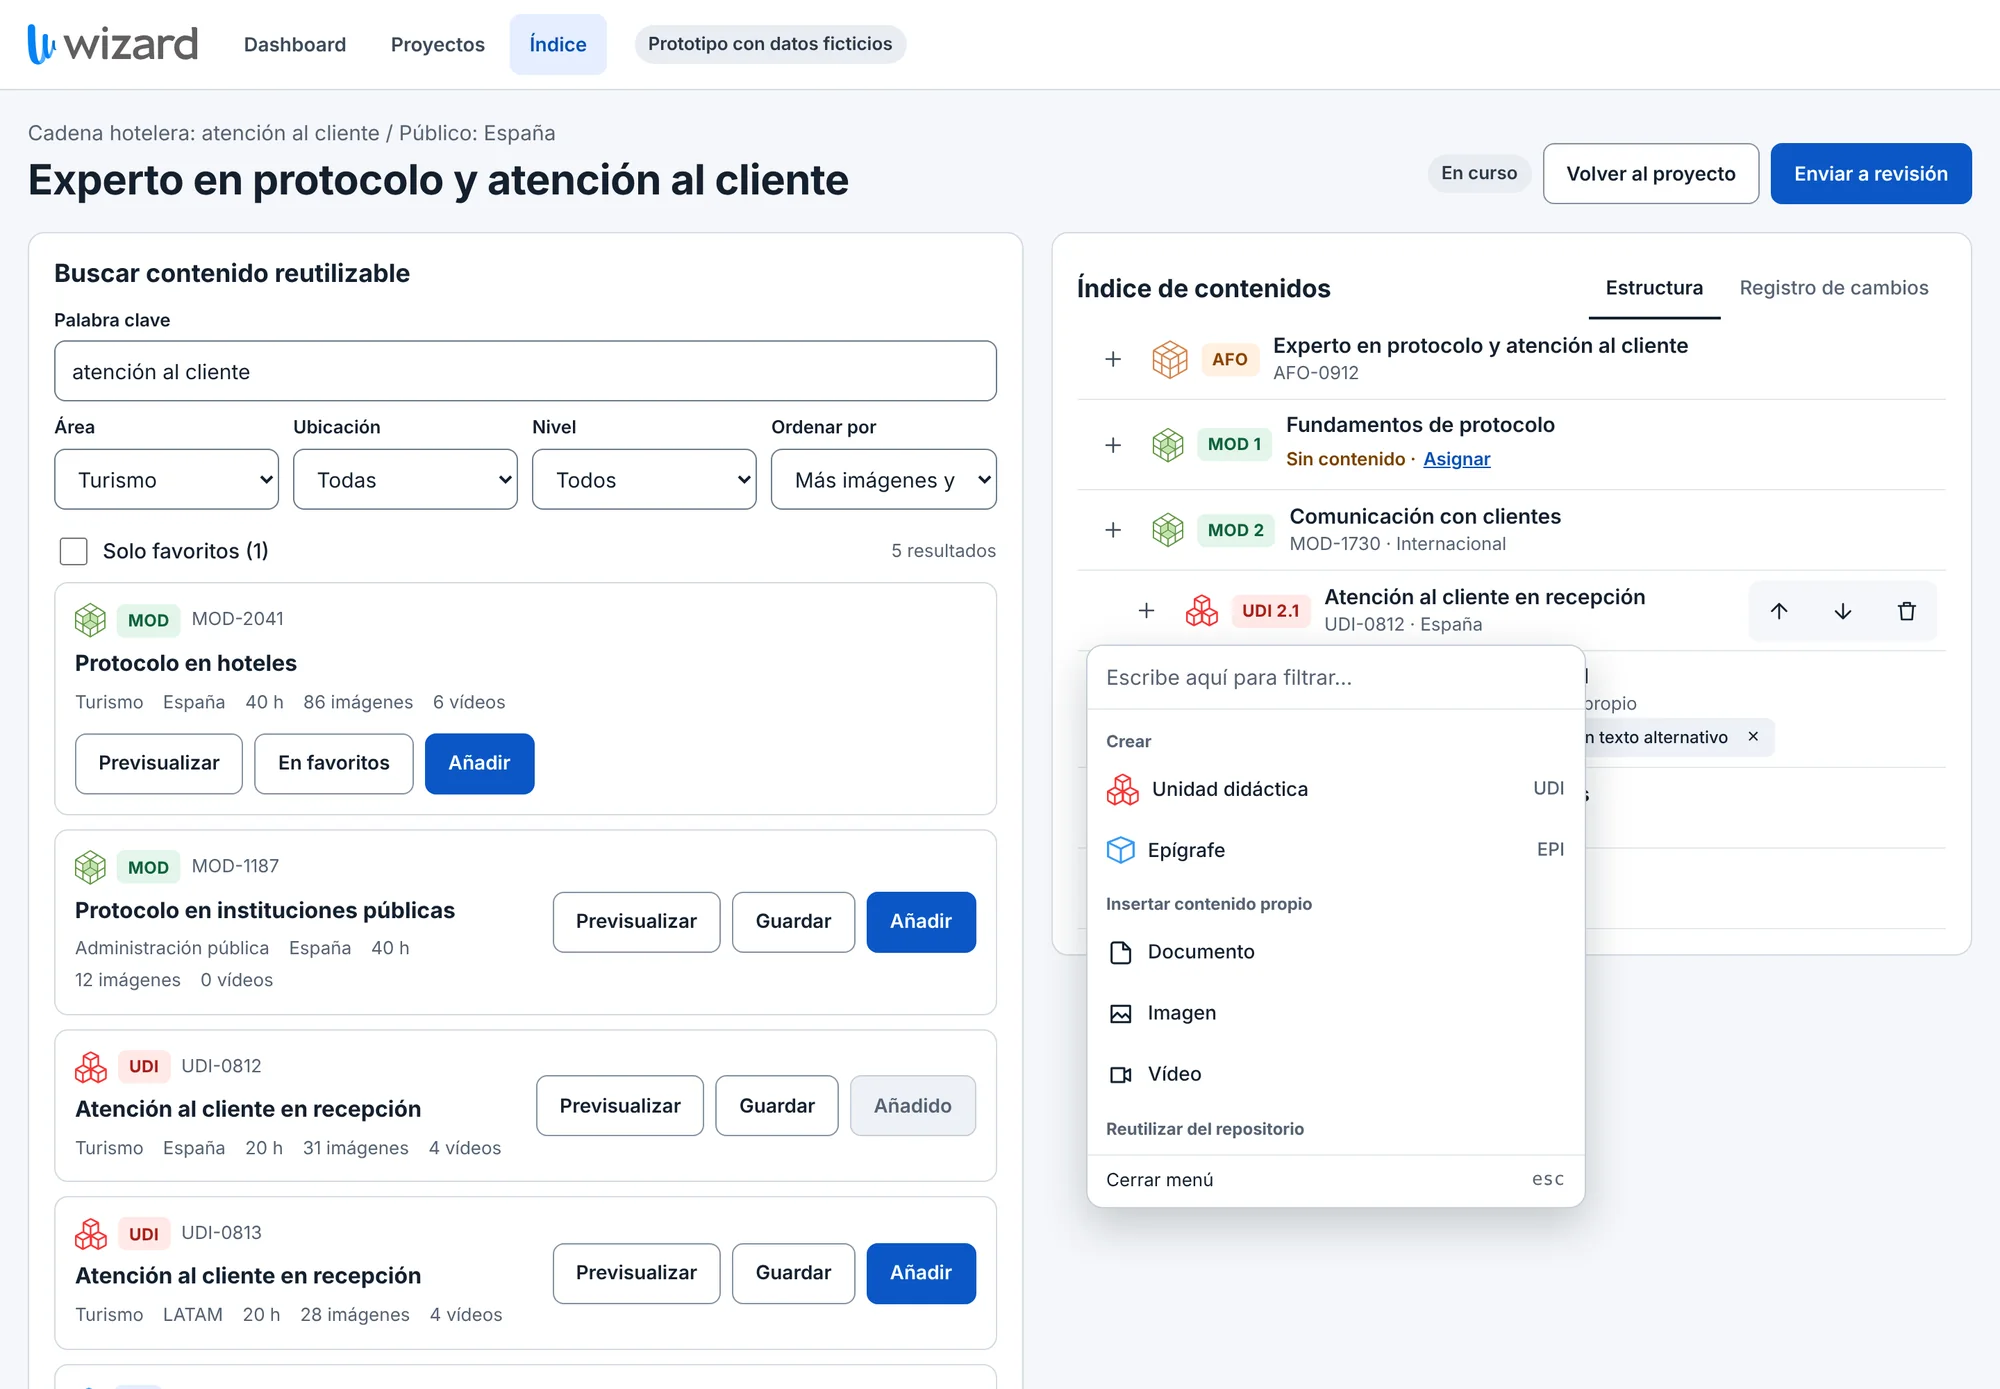 wizard
Dashboard
Proyectos
Índice
Prototipo con datos ficticios
Cadena hotelera: atención al cliente / Público: España
Experto en protocolo y atención al cliente
En curso
Volver al proyecto
Enviar a revisión
Buscar contenido reutilizable
Palabra clave
atención al cliente
Área
Ubicación
Nivel
Ordenar por
Turismo
Todas
Todos
Más imágenes y
Solo favoritos (1)
5 resultados
MOD
MOD-2041
Protocolo en hoteles
Turismo España 40 h 86 imágenes 6 vídeos
Previsualizar
En favoritos
Añadir
MOD
MOD-1187
Protocolo en instituciones públicas
Administración pública España 40 h
12 imágenes 0 vídeos
Previsualizar
Guardar
Añadir
UDI
UDI-0812
Atención al cliente en recepción
Turismo España 20 h 31 imágenes 4 vídeos
Previsualizar
Guardar
Añadido
UDI
UDI-0813
Atención al cliente en recepción
Turismo LATAM 20 h 28 imágenes 4 vídeos
Previsualizar
Guardar
Añadir
Índice de contenidos
Estructura
Registro de cambios
AFO
Experto en protocolo y atención al cliente
AFO-0912
MOD 1
Fundamentos de protocolo
Sin contenido · Asignar
MOD 2
Comunicación con clientes
MOD-1730 · Internacional
UDI 2.1
Atención al cliente en recepción
UDI-0812 · España
propio
texto alternativo
Escribe aquí para filtrar...
Crear
Unidad didáctica
UDI
Epígrafe
EPI
Insertar contenido propio
Documento
Imagen
Vídeo
Reutilizar del repositorio
Cerrar menú
esc